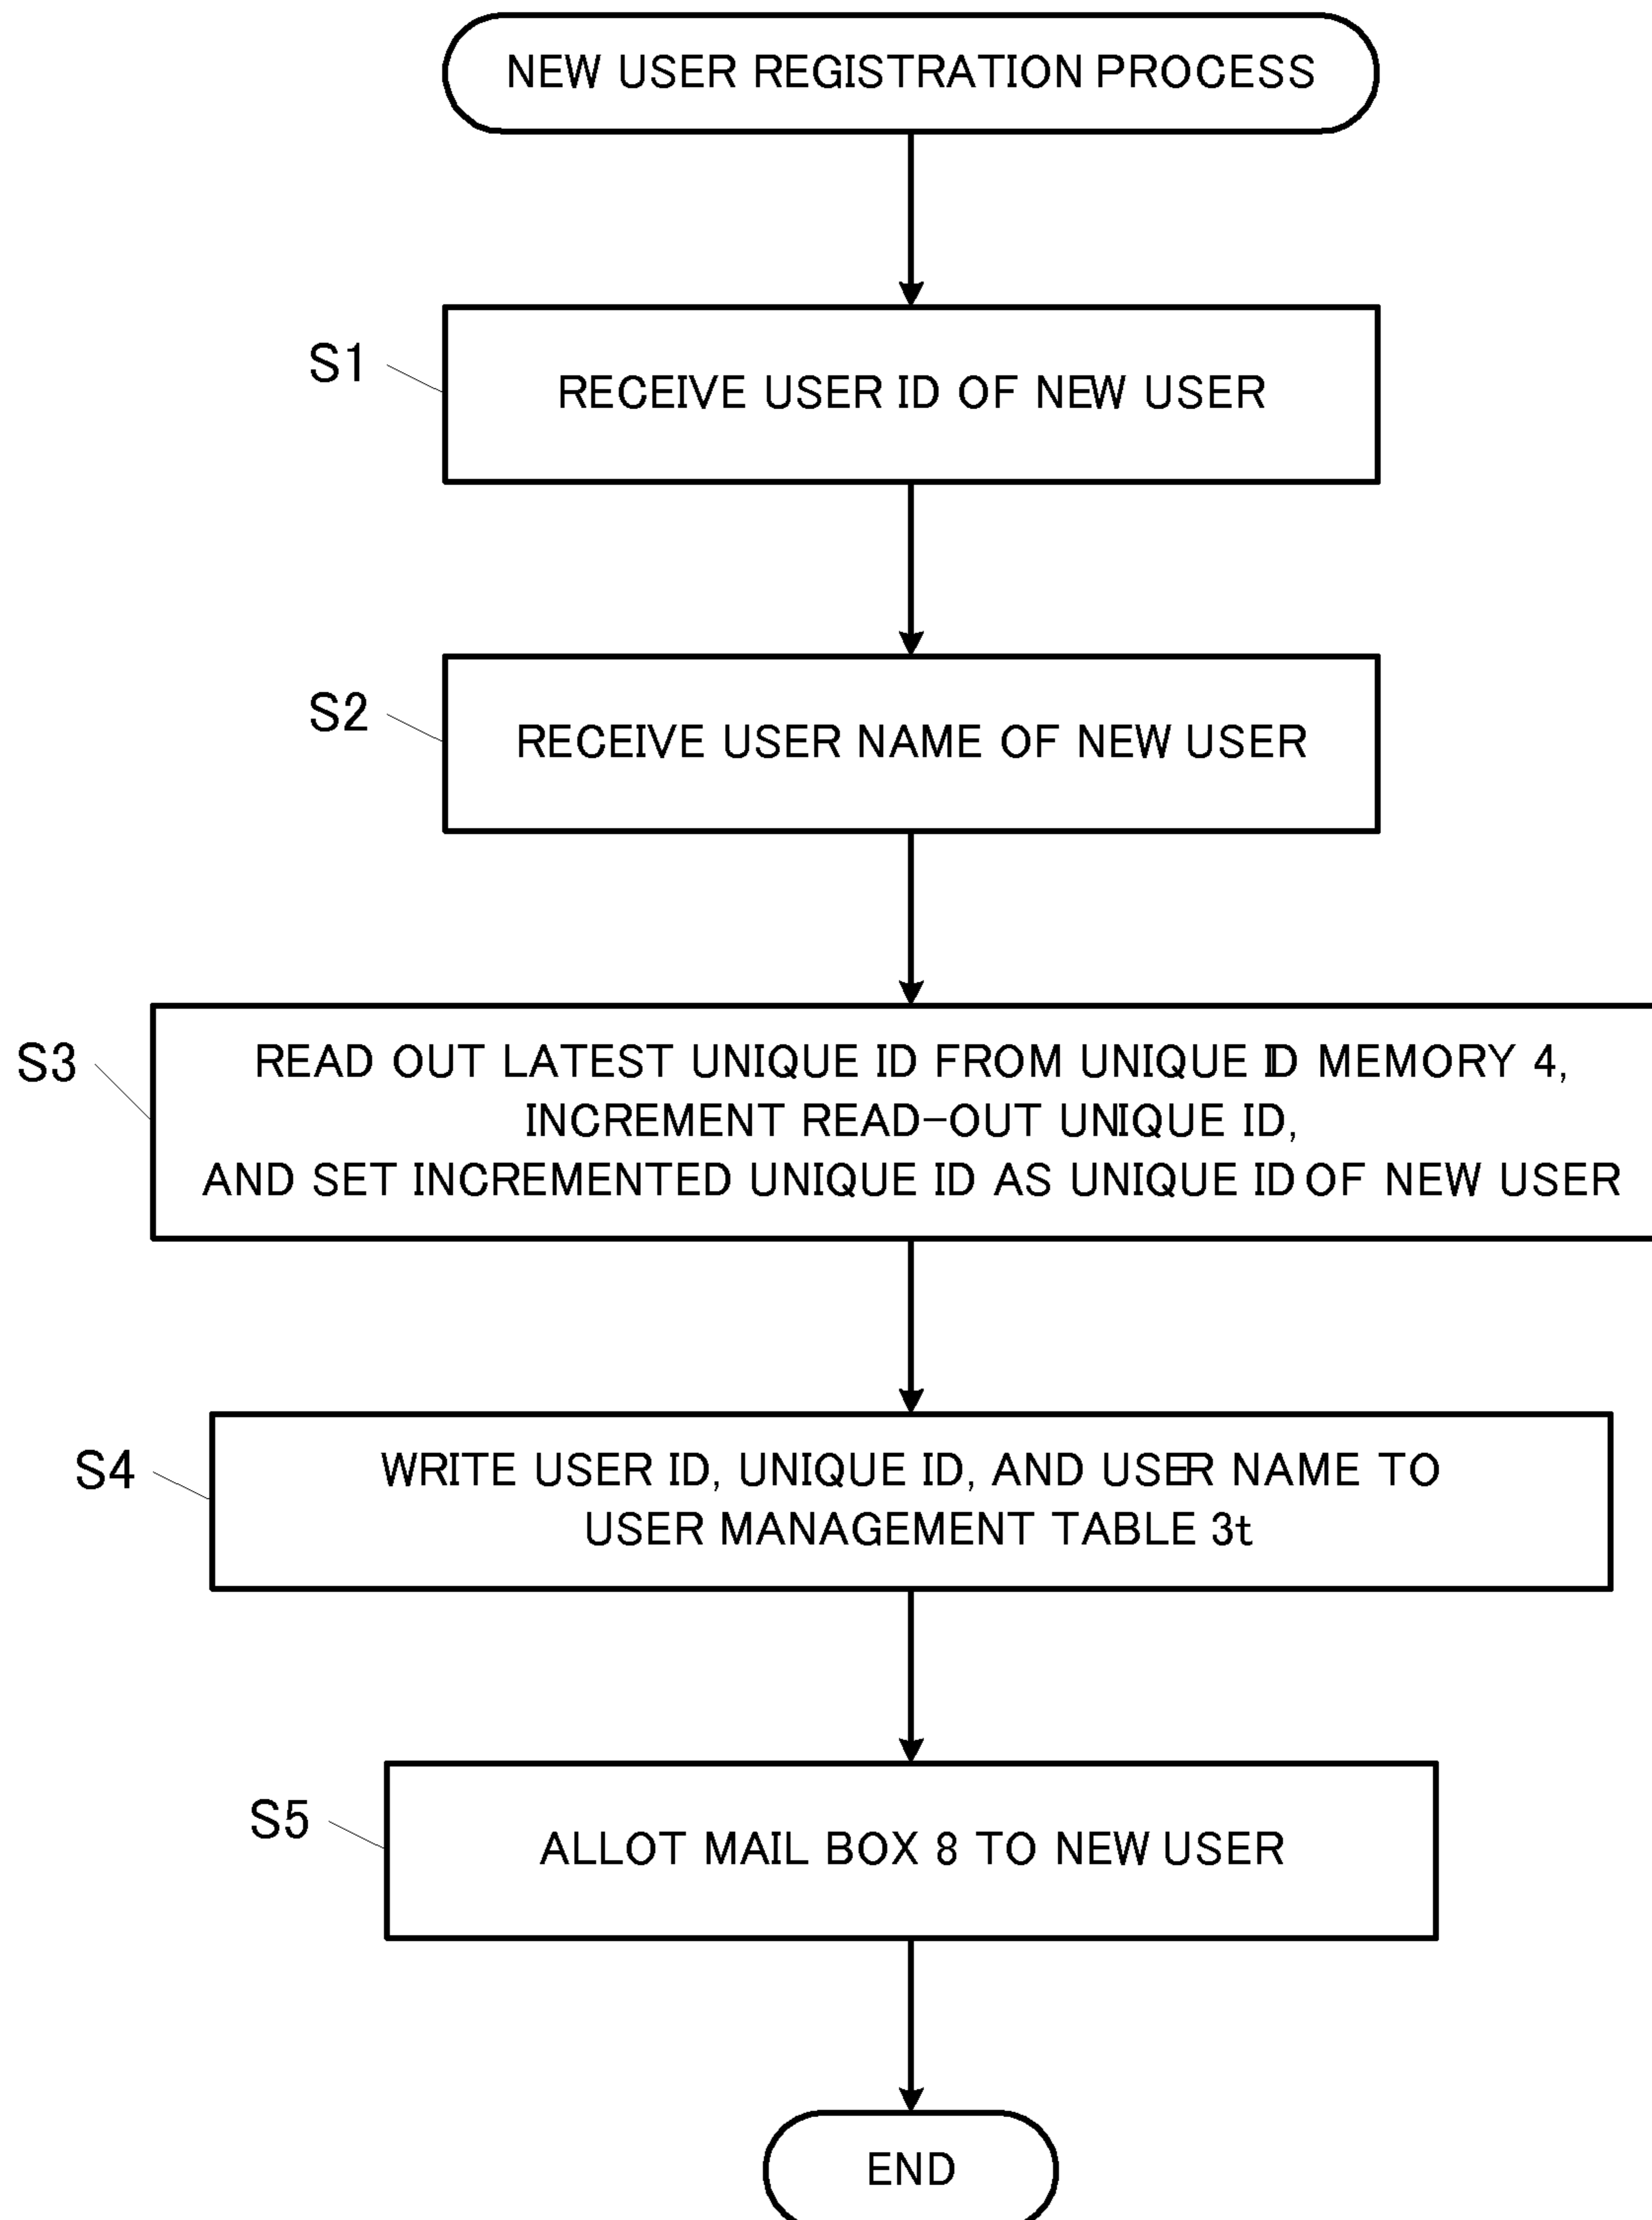 NEW USER REGISTRATION PROCESS
S1
RECEIVE USER ID OF NEW USER
S2
RECEIVE USER NAME OF NEW USER
S3
READ OUT LATEST UNIQUE ID FROM UNIQUE ID MEMORY 4,
INCREMENT READ-OUT UNIQUE ID,
AND SET INCREMENTED UNIQUE ID AS UNIQUE ID OF NEW USER
S4
WRITE USER ID, UNIQUE ID, AND USER NAME TO
USER MANAGEMENT TABLE 3t
S5
ALLOT MAIL BOX 8 TO NEW USER
END